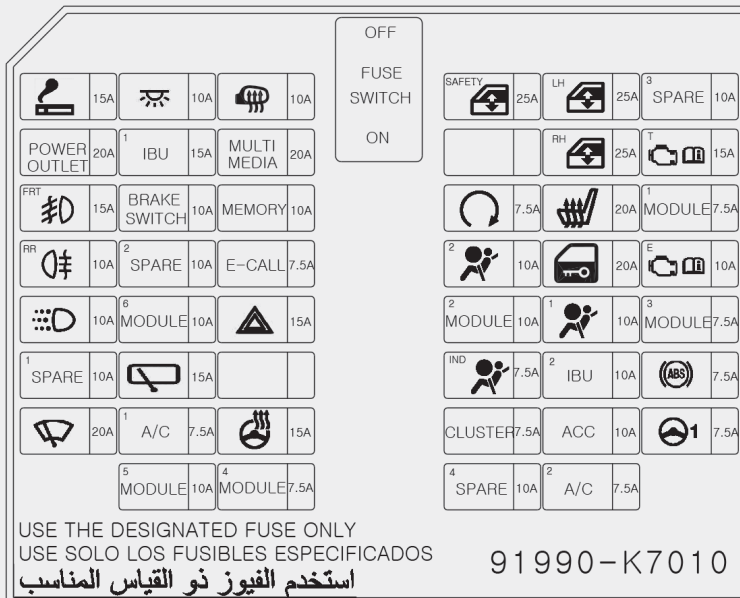 OFF
FUSE
SWITCH
ON
15A 10A 10A SAFETY 25A LH 25A 3 SPARE 10A
POWER OUTLET 20A 1 IBU 15A MULTI MEDIA 20A RH 25A T 15A
FRT 15A BRAKE SWITCH 10A MEMORY 10A 7.5A 20A 1 MODULE 7.5A
RR 10A 2 SPARE 10A E-CALL 7.5A 2 10A 20A E 10A
10A 6 MODULE 10A 15A 2 MODULE 10A 1 10A 3 MODULE 7.5A
1 SPARE 10A 15A IND 7.5A 2 IBU 10A (ABS) 7.5A
20A 1 A/C 7.5A 15A CLUSTER 7.5A ACC 10A 1 7.5A
5 MODULE 10A 4 MODULE 7.5A 4 SPARE 10A 2 A/C 7.5A
USE THE DESIGNATED FUSE ONLY
USE SOLO LOS FUSIBLES ESPECIFICADOS
استخدم الفيوز ذو القياس المناسب
91990-K7010